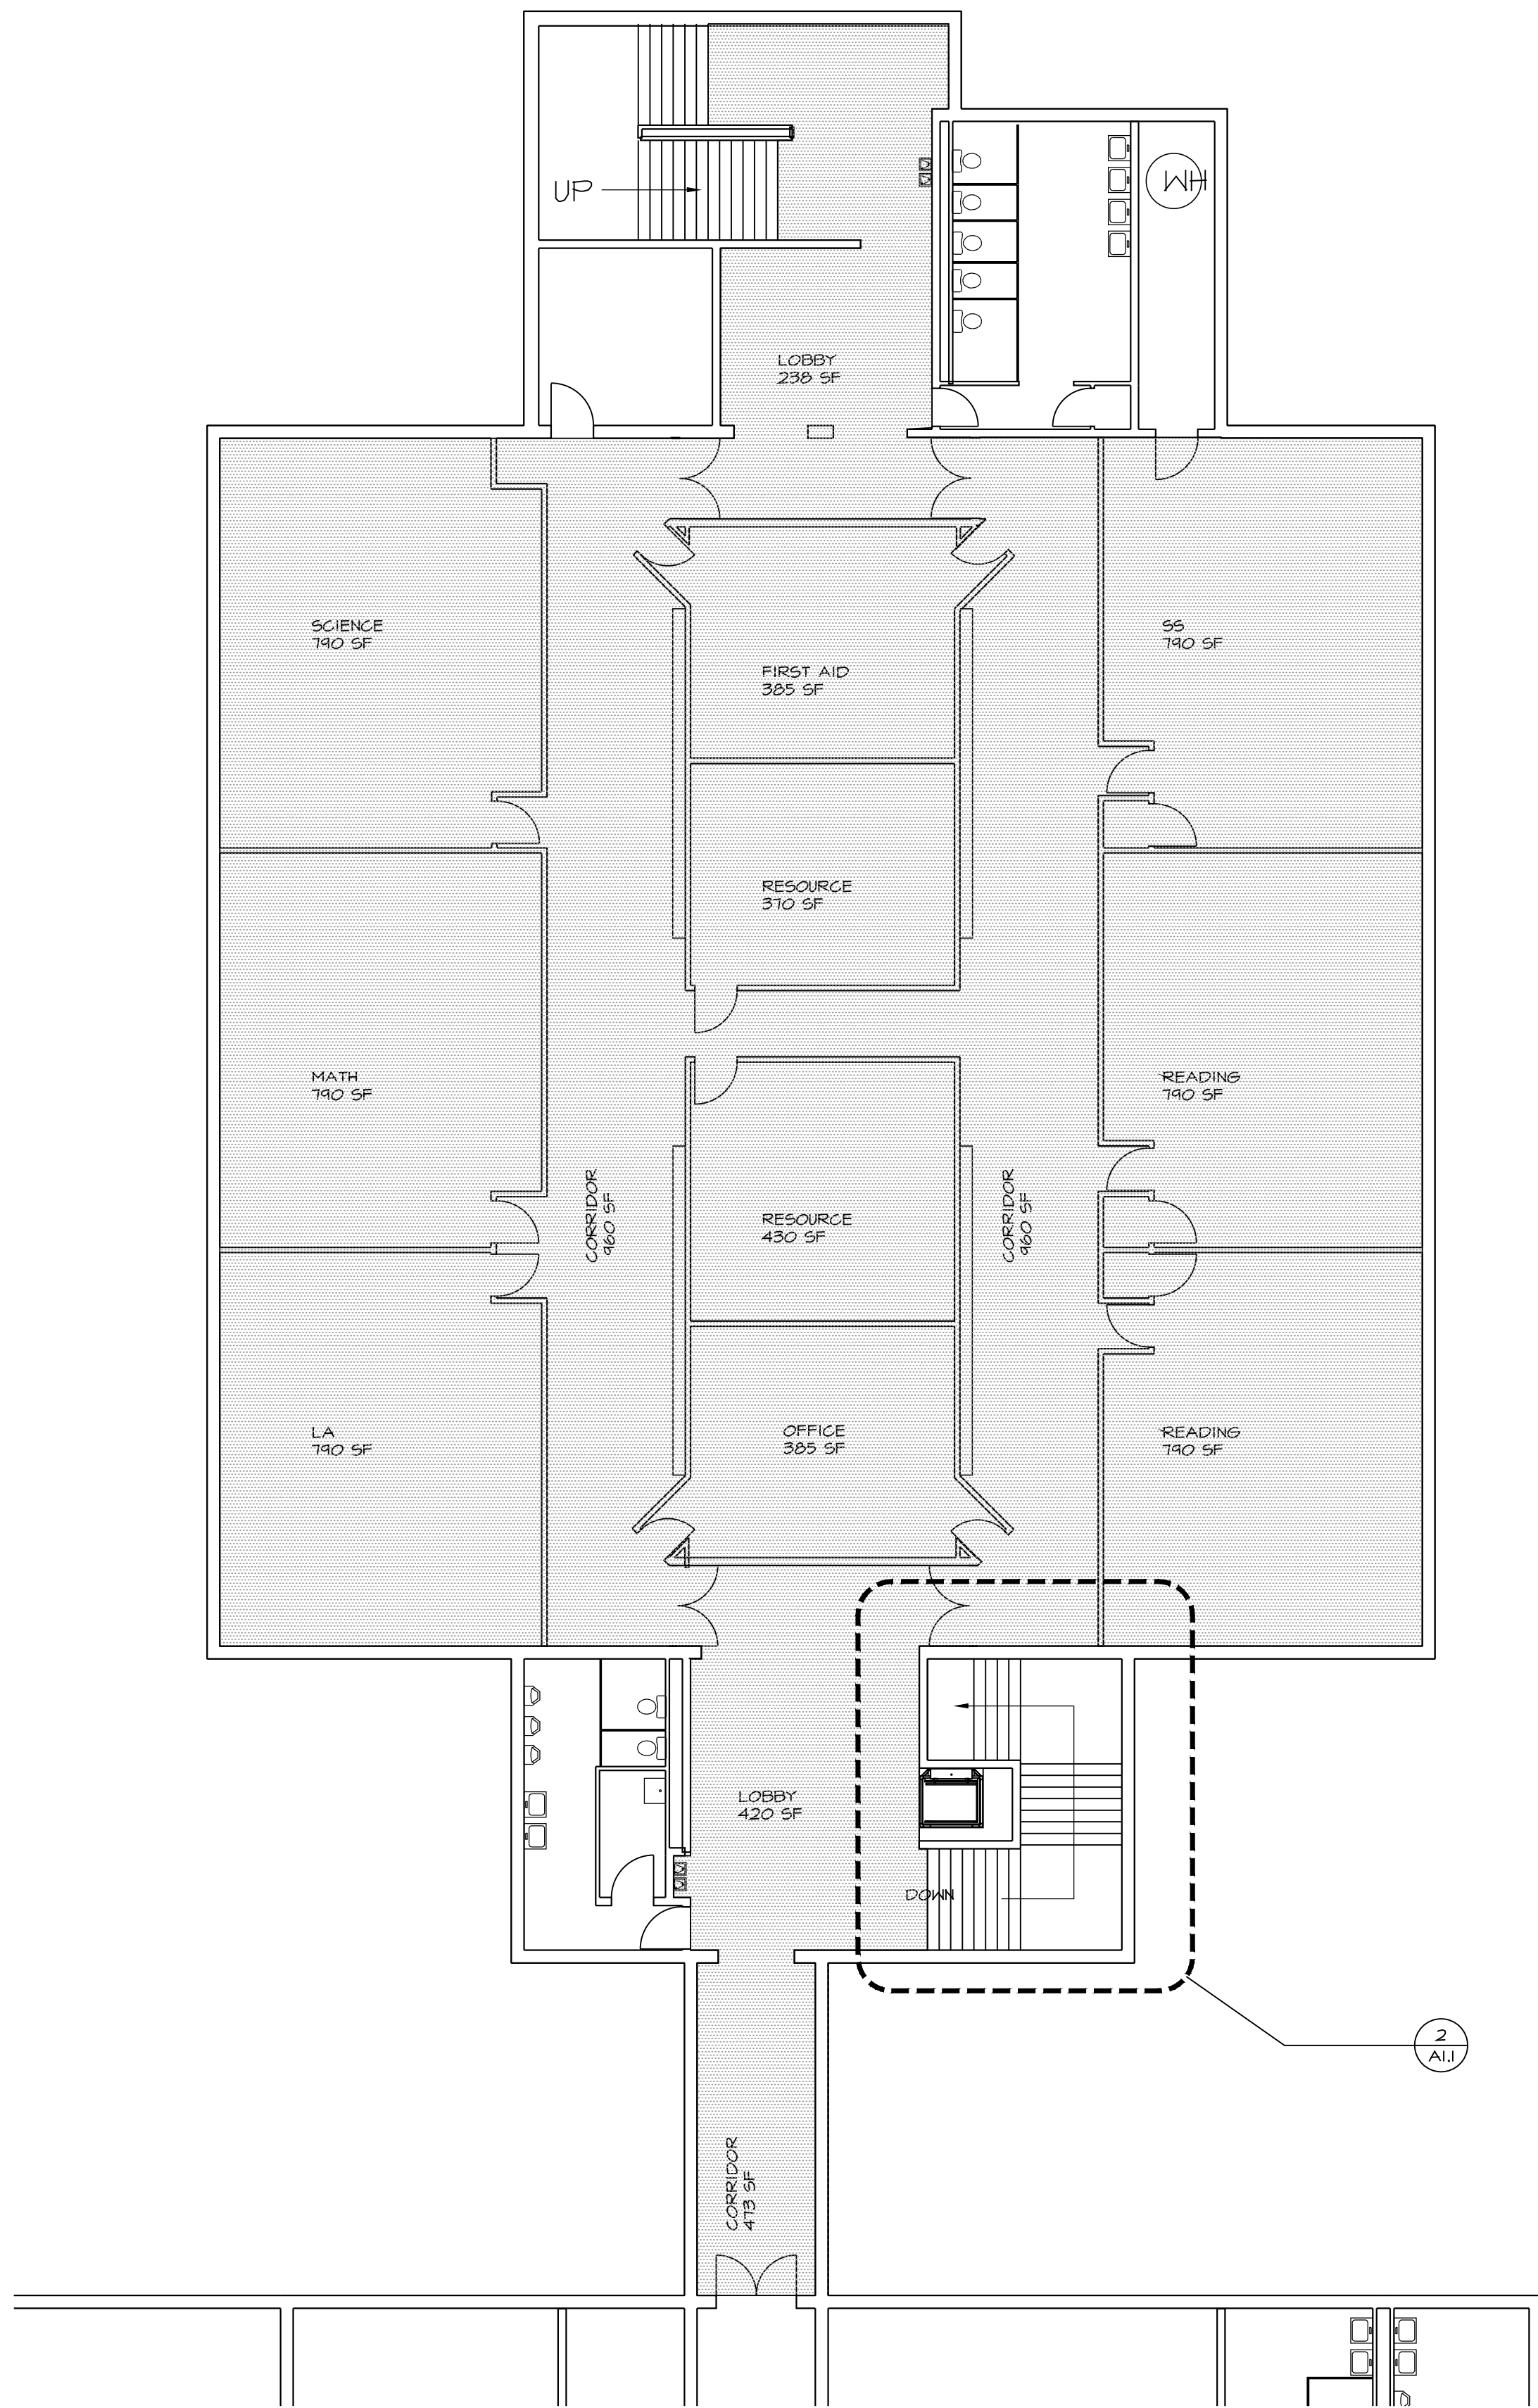 UP
WH
LOBBY
238 SF
SCIENCE
790 SF
SS
790 SF
FIRST AID
385 SF
RESOURCE
370 SF
MATH
790 SF
READING
790 SF
CORRIDOR
960 SF
RESOURCE
430 SF
CORRIDOR
960 SF
LA
790 SF
OFFICE
385 SF
READING
790 SF
LOBBY
420 SF
DOWN
2
A1.1
CORRIDOR
473 SF